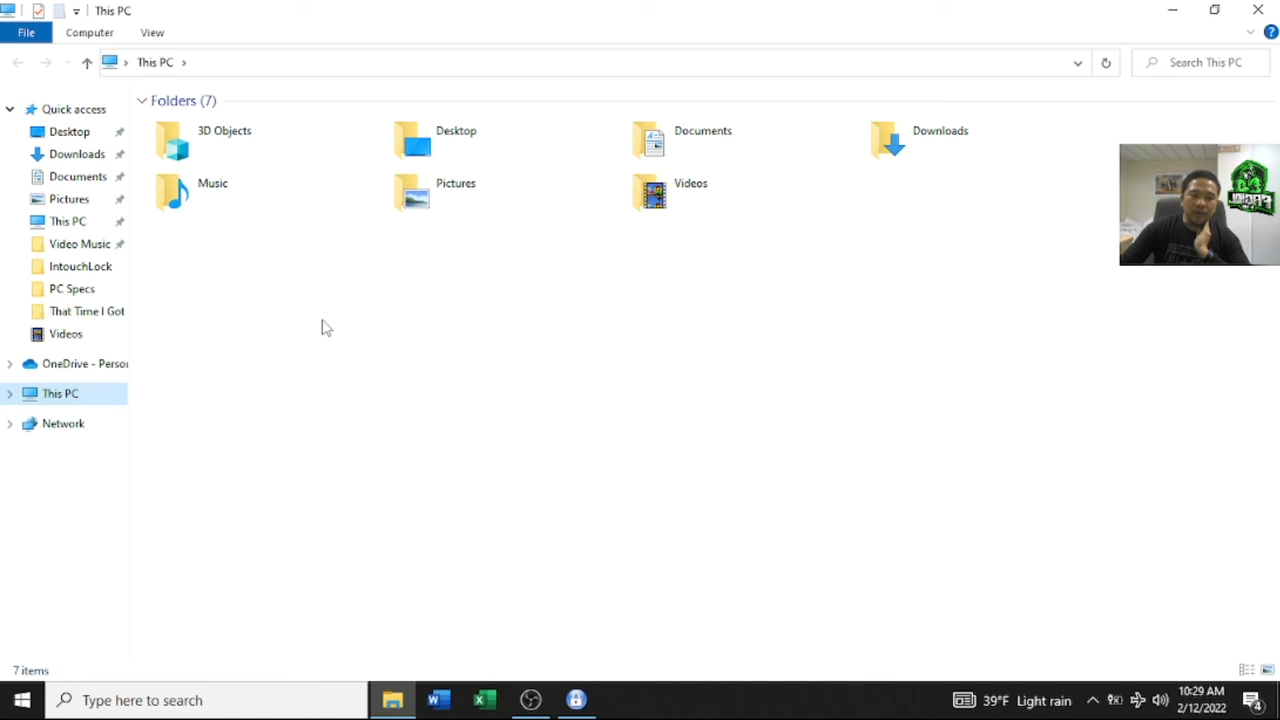 This PC
File
Computer
View
This PC
Search This PC
Quick access
Desktop
Downloads
Documents
Pictures
This PC
Video Music
IntouchLock
PC Specs
That Time I Got
Videos
OneDrive - Person
This PC
Network
Folders (7)
3D Objects
Desktop
Documents
Downloads
Music
Pictures
Videos
7 items
Type here to search
39°F Light rain
10:29 AM
2/12/2022
4